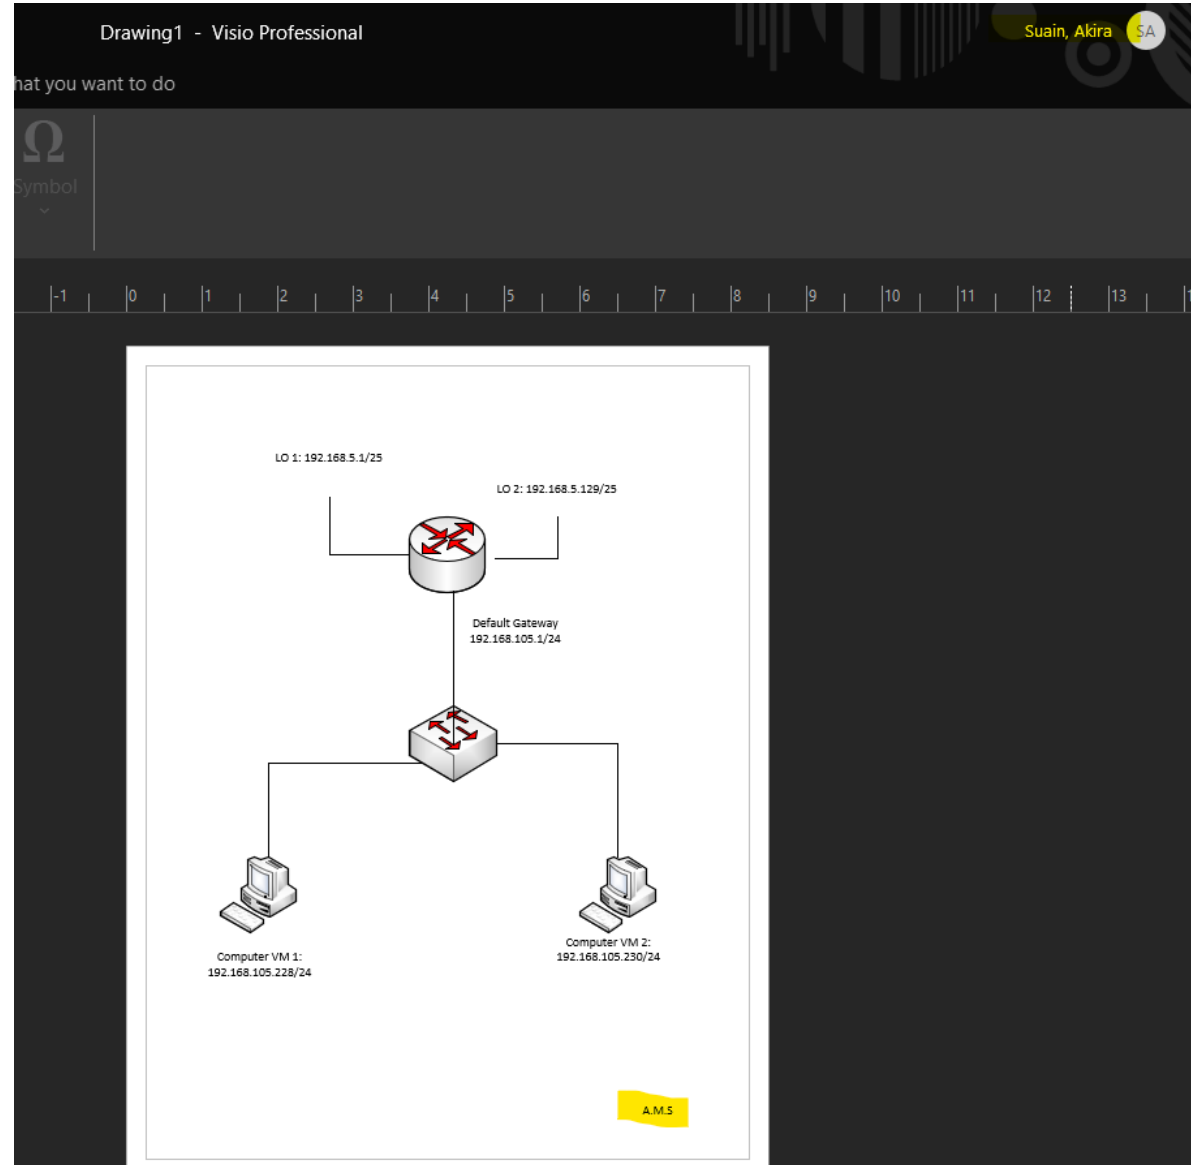 Drawing1 - Visio Professional
Suain, Akira SA
hat you want to do
Ω
Symbol
-1 0 1 2 3 4 5 6 7 8 9 10 11 12 13
LO 1: 192.168.5.1/25
LO 2: 192.168.5.129/25
Default Gateway
192.168.105.1/24
Computer VM 1:
192.168.105.228/24
Computer VM 2:
192.168.105.230/24
A.M.S